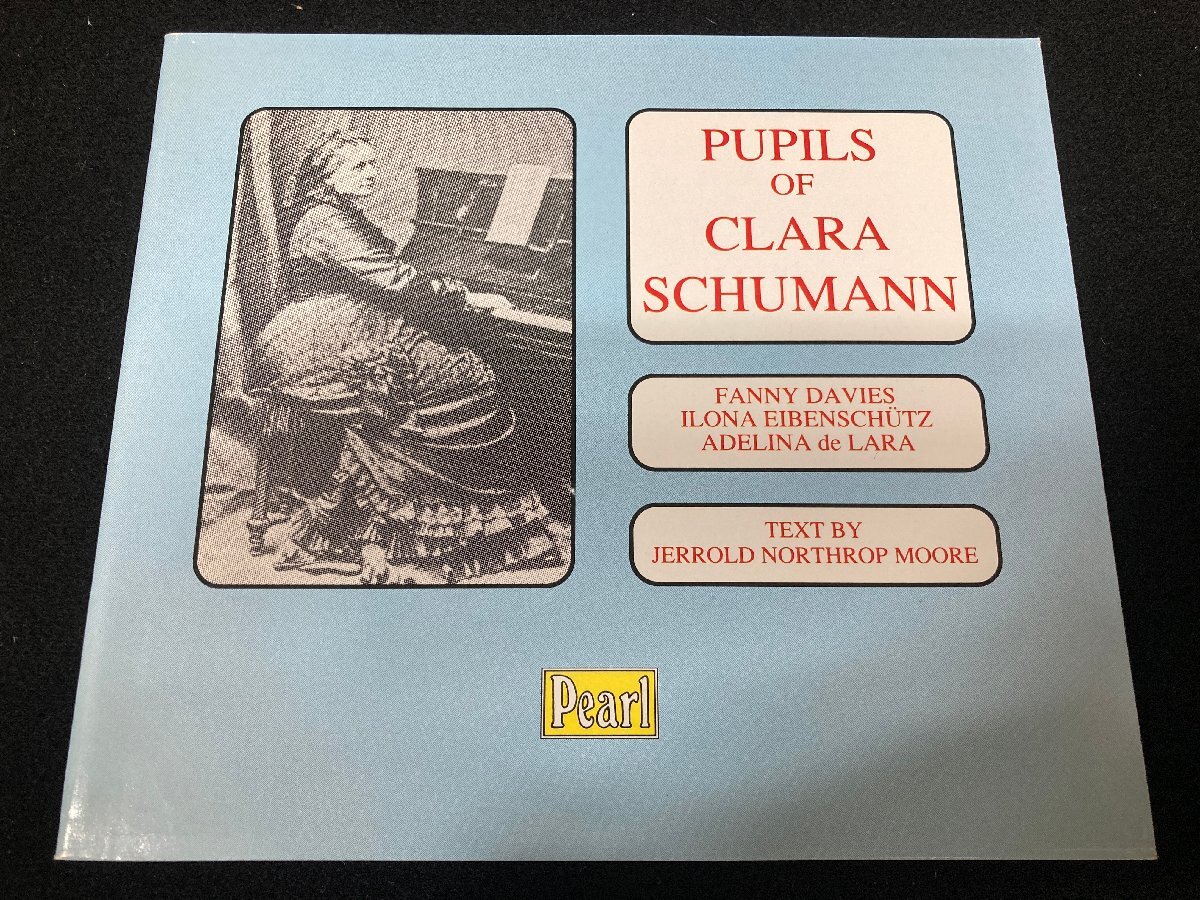 PUPILS
OF
CLARA
SCHUMANN
FANNY DAVIES
ILONA EIBENSCHÜTZ
ADELINA de LARA
TEXT BY
JERROLD NORTHROP MOORE
Pearl